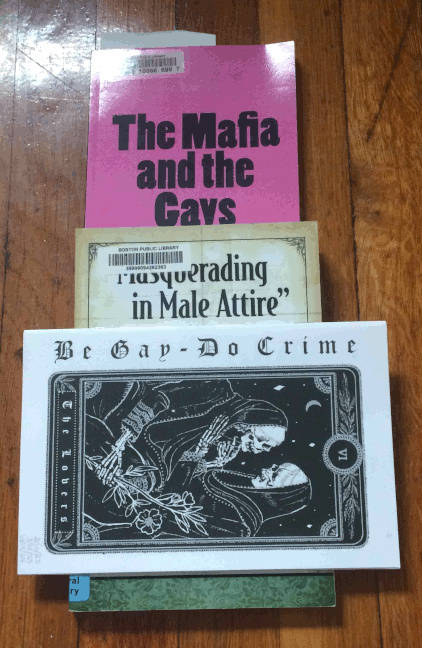 The Mafia
and the
Gays
BOSTON PUBLIC LIBRARY
"Masquerading
in Male Attire"
Be Gay - Do Crime
The Lovers
VI